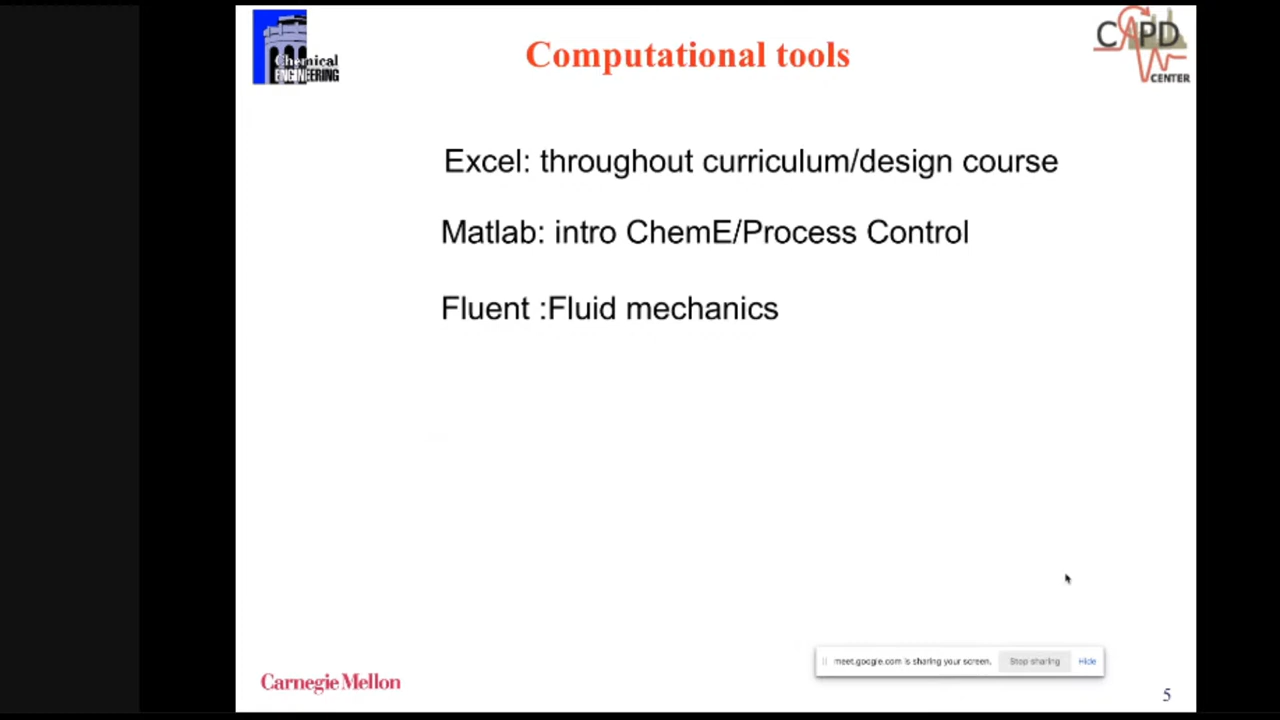 Chemical
ENGINEERING
Computational tools
CAPD
CENTER
Excel: throughout curriculum/design course
Matlab: intro ChemE/Process Control
Fluent :Fluid mechanics
meet.google.com is sharing your screen.
Stop sharing
Hide
Carnegie Mellon
5